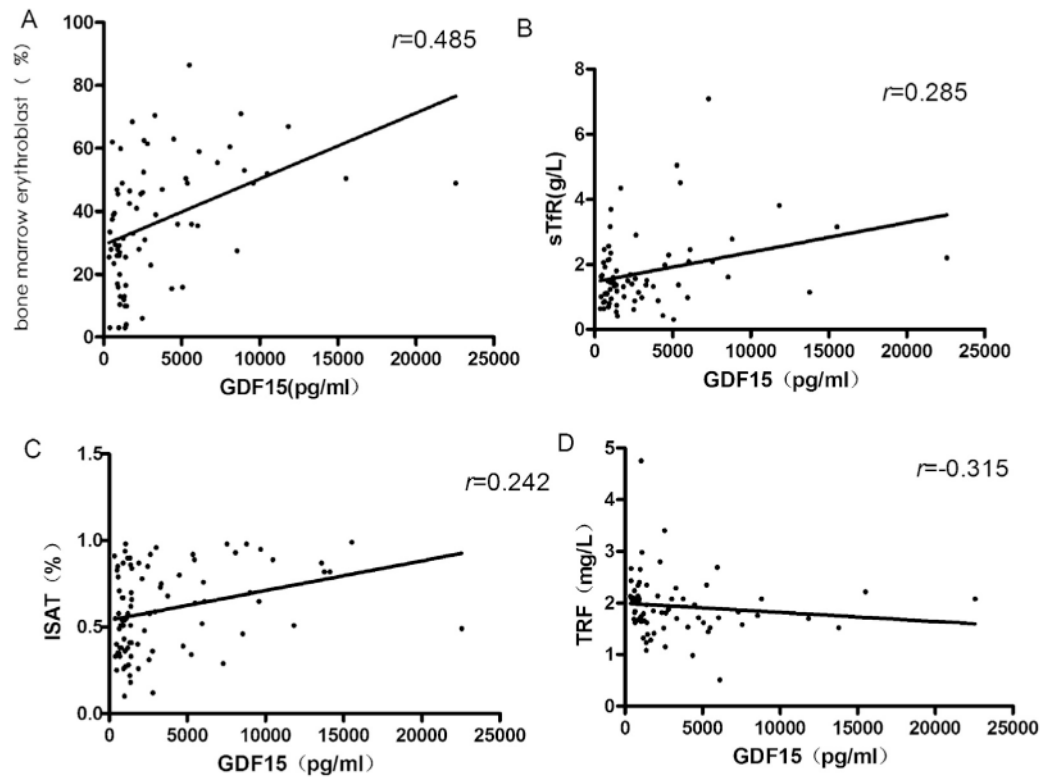 A
r=0.485
bone marrow erythroblast ( %)
100
80
60
40
20
0
0 5000 10000 15000 20000 25000
GDF15(pg/ml)
B
r=0.285
sTfR(g/L)
8
6
4
2
0
0 5000 10000 15000 20000 25000
GDF15 (pg/ml)
C
r=0.242
ISAT (%)
1.5
1.0
0.5
0.0
0 5000 10000 15000 20000 25000
GDF15 (pg/ml)
D
r=-0.315
TRF (mg/L)
5
4
3
2
1
0
0 5000 10000 15000 20000 25000
GDF15 (pg/ml)